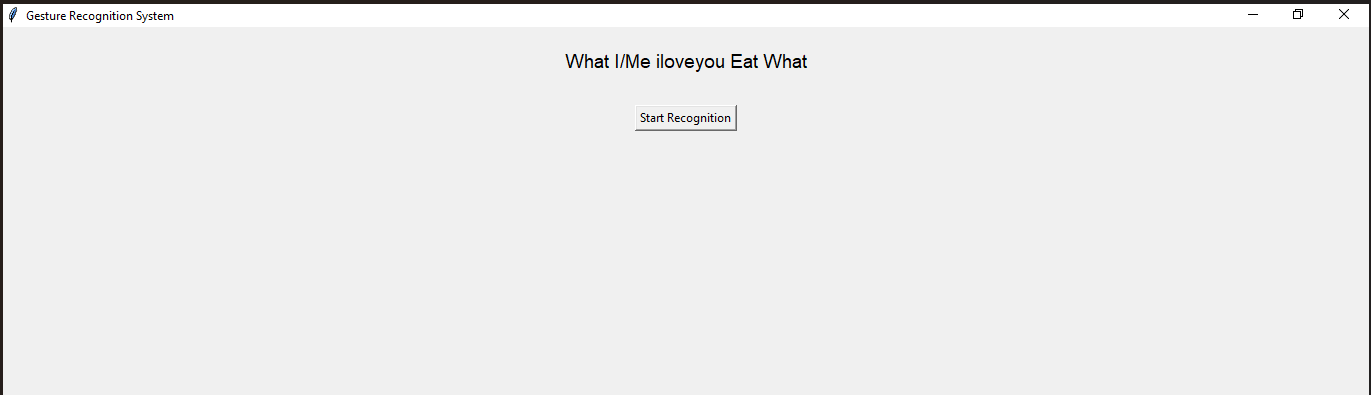 Gesture Recognition System
What I/Me iloveyou Eat What
Start Recognition